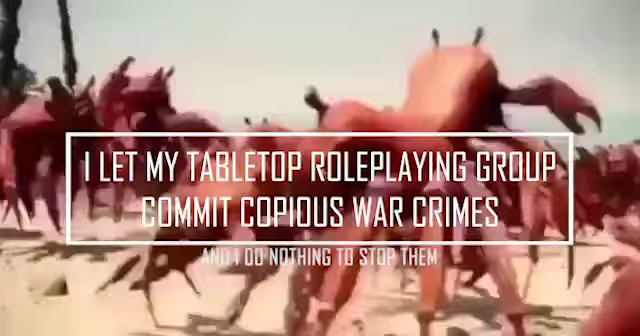 I LET MY TABLETOP ROLEPLAYING GROUP
COMMIT COPIOUS WAR CRIMES
AND I DO NOTHING TO STOP THEM